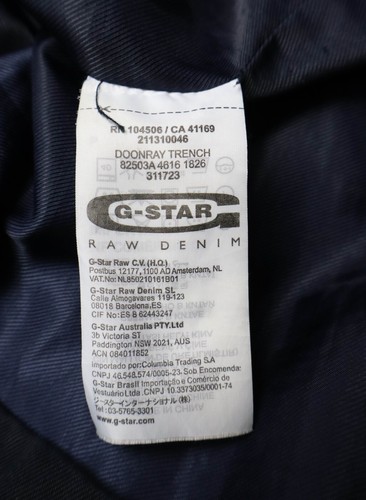 RN 104506 / CA 41169
211310046
DOONRAY TRENCH
82503A 4616 1826
311723
G-STAR
RAW DENIM
G-Star Raw C.V. (H.Q.)
Postbus 12177, 1100 AD Amsterdam, NL
VAT.No: NL850210161B01
G-Star Raw Denim SL
Calle Almogavares 119-123
08018 Barcelona,ES
CIF No: ES B 62443247
G-Star Australia PTY.Ltd
3b Victoria ST
Paddington NSW 2021, AUS
ACN 084011852
Importado por:Columbia Trading S.A
CNPJ 46.548.574/0005-23. Sob Encomenda:
G-Star Brasil Importação e Comércio de
Vestuário Ltda.CNPJ 10.3373035/0001-74
ジースターインターナショナル(株)
Tel : 03-5765-3301
www.g-star.com